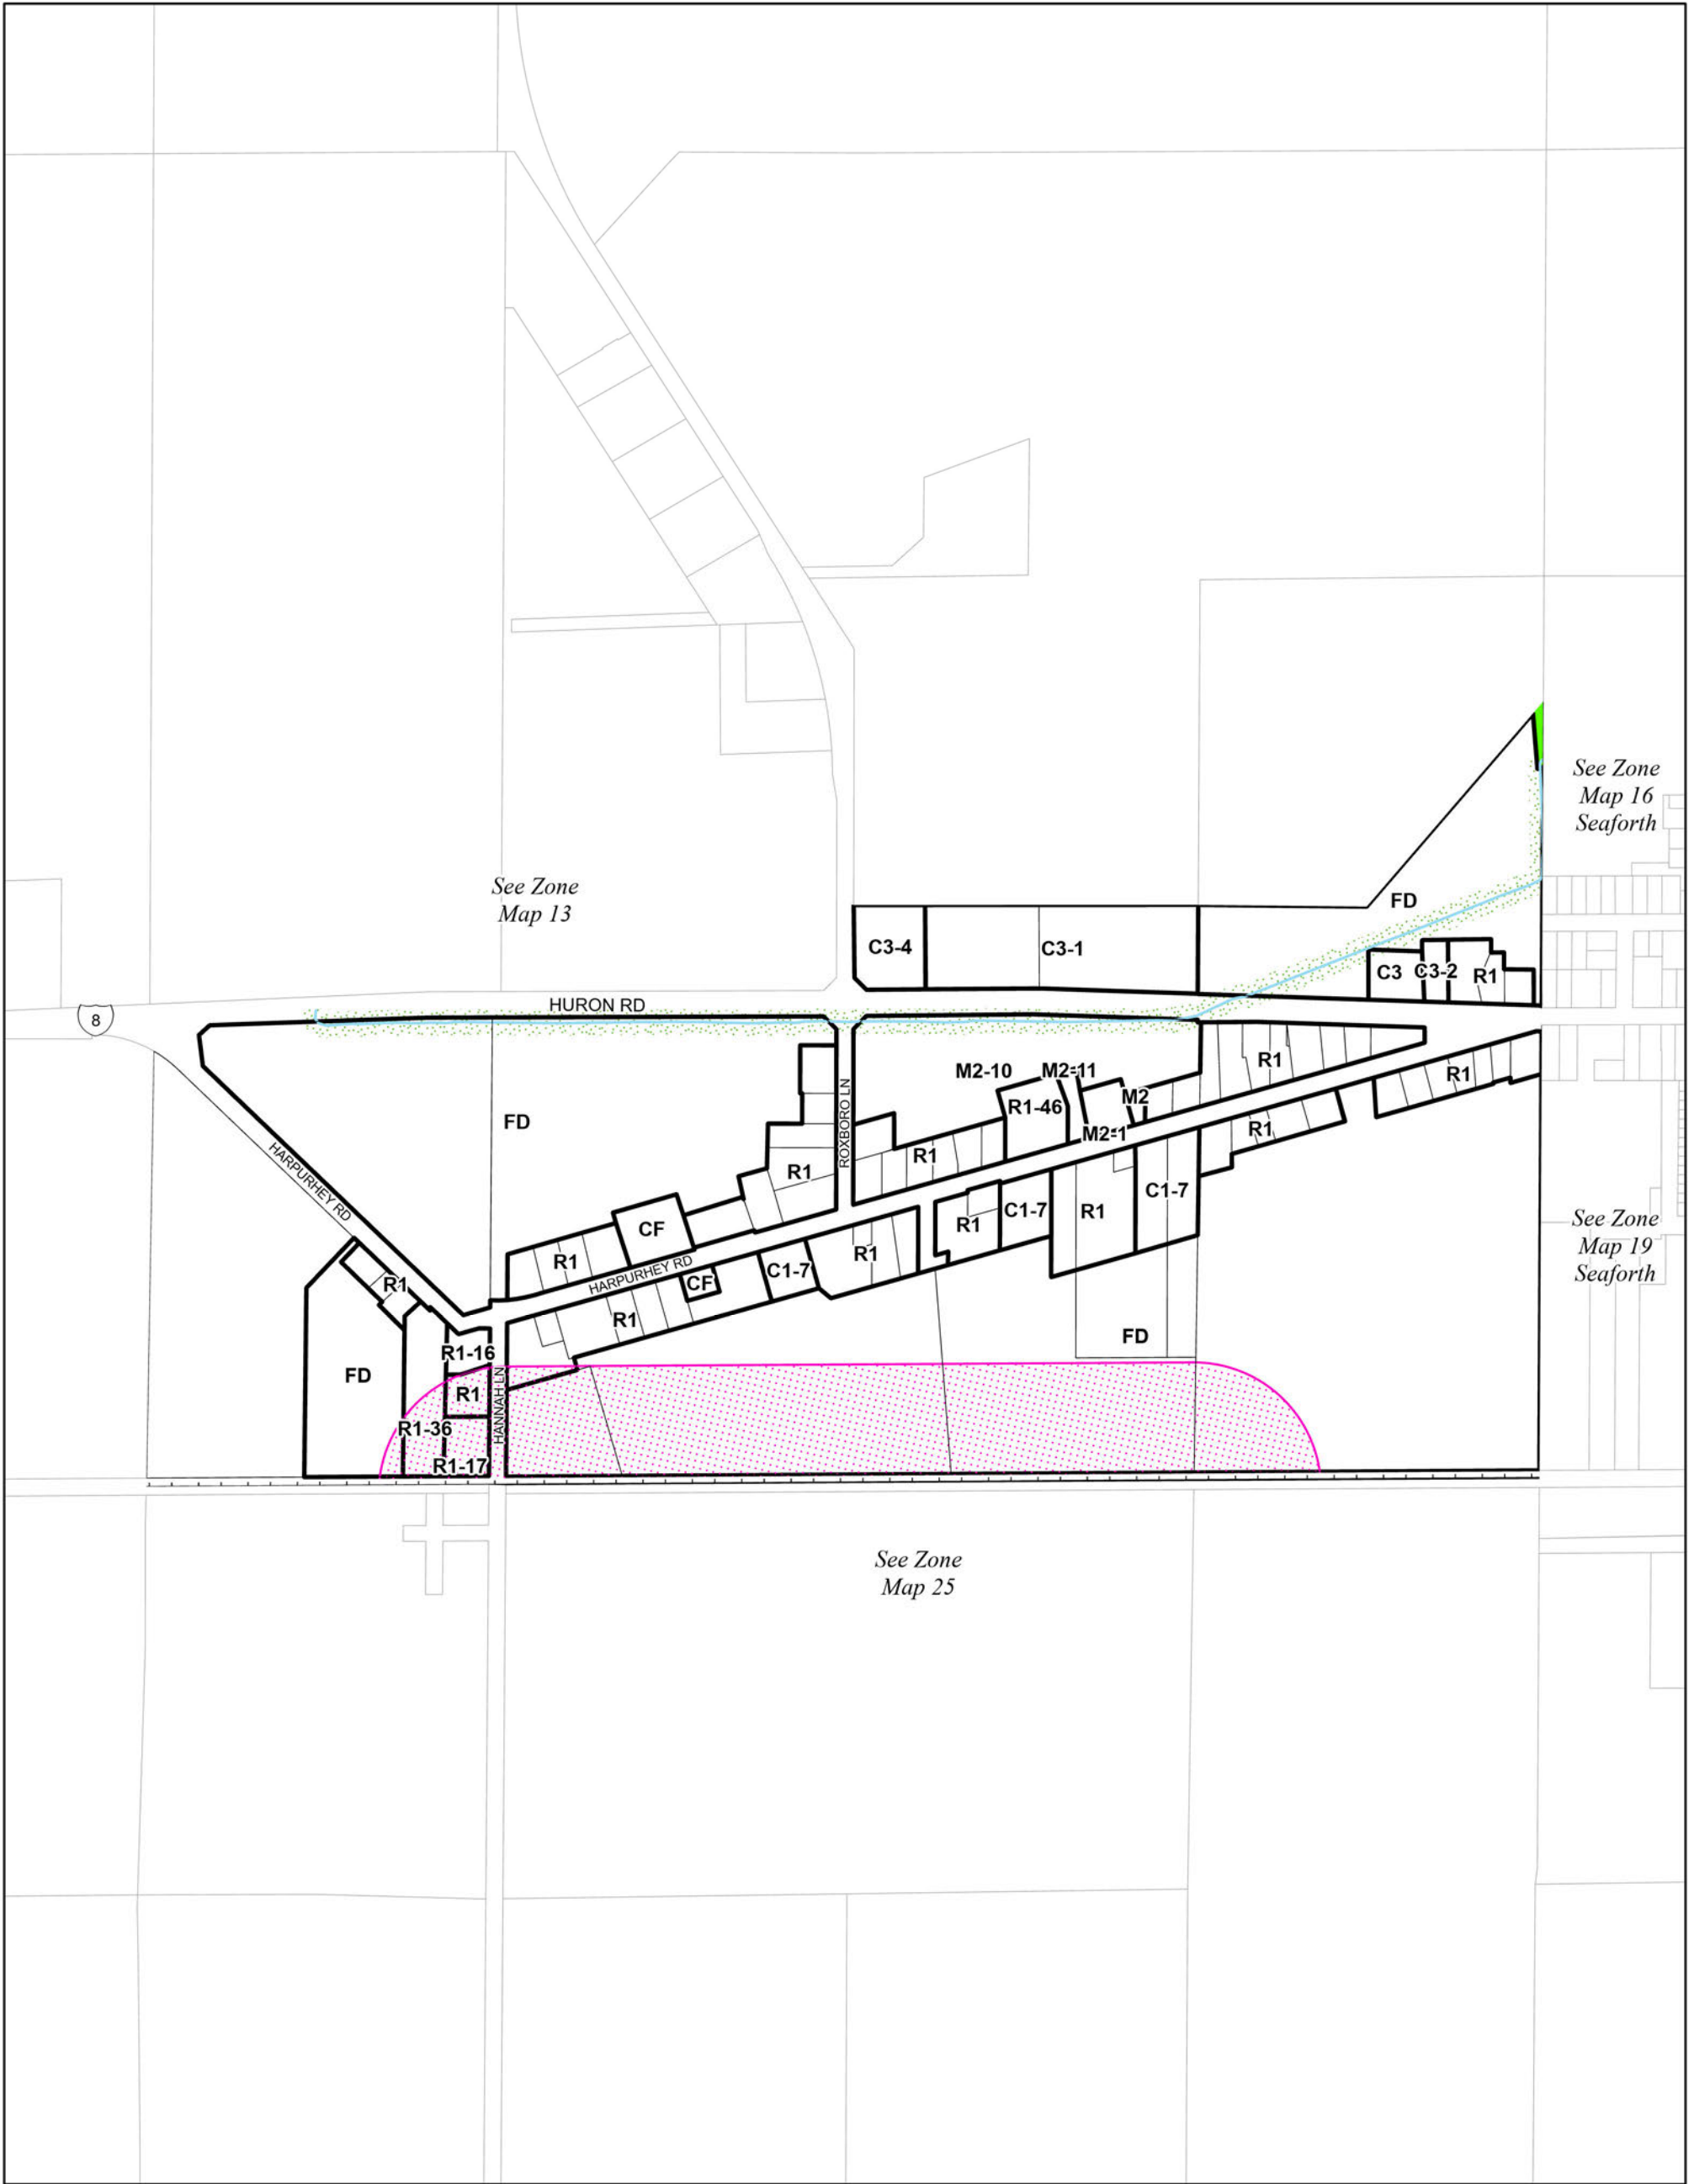 See Zone
Map 16
Seaforth
See Zone
Map 13
FD
C3-4
C3-1
C3
C3-2
R1
HURON RD
8
R1
M2-10
M2-11
R1
M2
R1-46
FD
ROXBORO LN
M2-1
R1
HARPURHEY RD
R1
R1
C1-7
R1
C1-7
R1
See Zone
Map 19
Seaforth
CF
R1
R1
R1
HARPURHEY RD
CF
C1-7
R1
R1
FD
R1-16
FD
R1
HANNAH LN
R1-36
R1-17
See Zone
Map 25